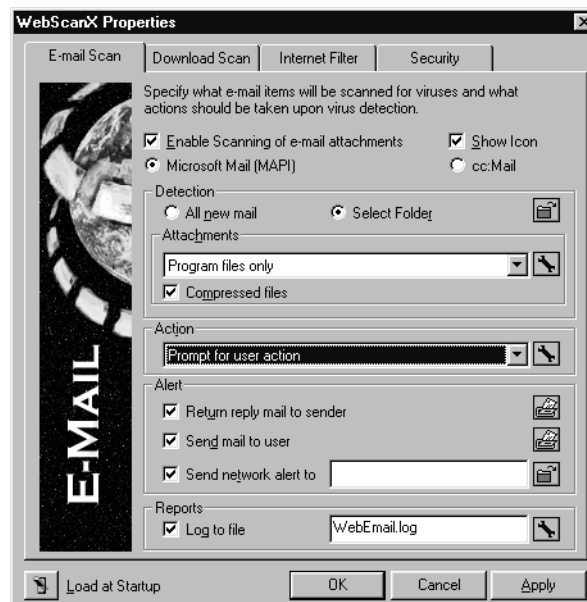 WebScanX Properties
E-mail Scan
Download Scan
Internet Filter
Security
Specify what e-mail items will be scanned for viruses and what
actions should be taken upon virus detection.
Enable Scanning of e-mail attachments
Show Icon
Microsoft Mail (MAPI)
cc:Mail
Detection
All new mail
Select Folder
Attachments
Program files only
Compressed files
Action
Prompt for user action
Alert
Return reply mail to sender
Send mail to user
Send network alert to
Reports
Log to file
WebEmail.log
E-MAIL
Load at Startup
OK
Cancel
Apply